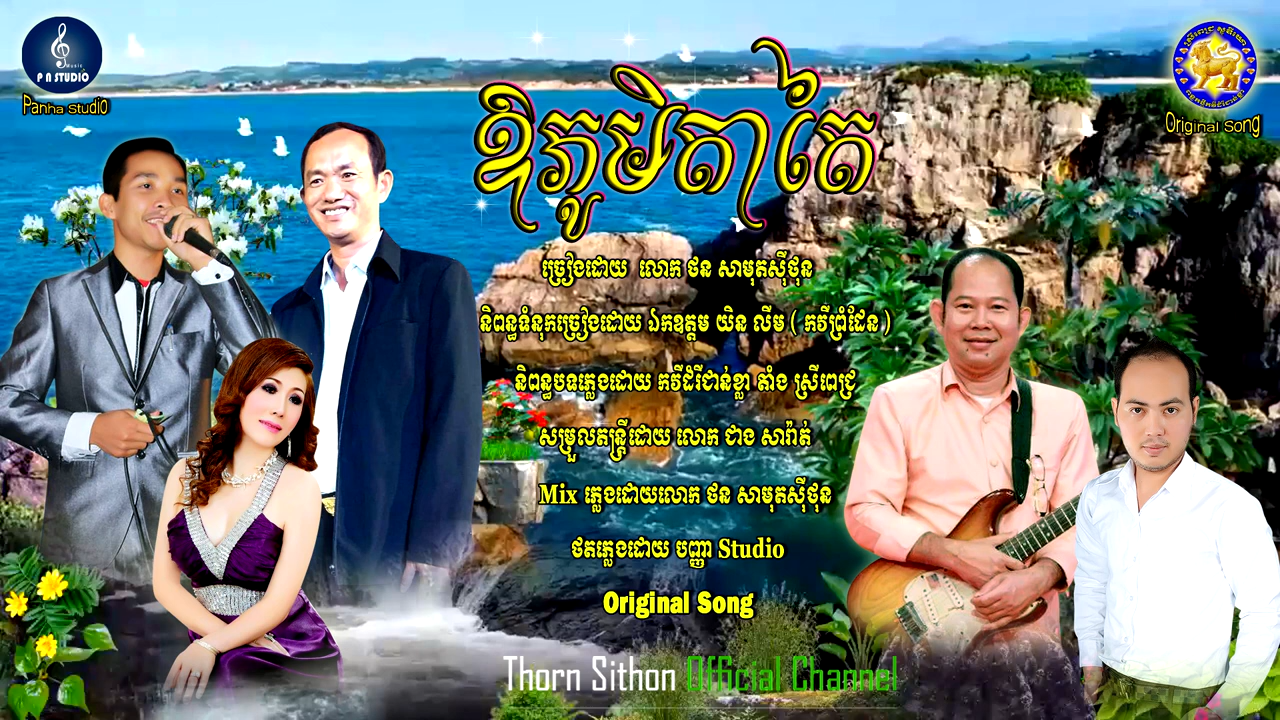 P N STUDIO
Music
Panha Studio
Original Song
ឱភូមិតាតៃ
ច្រៀងដោយ លោក ថន សាមុតស៊ីថុន
និពន្ធទំនុកច្រៀងដោយ ឯកឧត្តម ឃិន លឹម ( កវីព្រំដែន )
និពន្ធបទភ្លេងដោយ កវីដំរីជាន់ខ្លា តាំង ស្រីពេជ្រ
សម្រួលតន្ត្រីដោយ លោក ជាង សារ៉ាត់
Mix ភ្លេងដោយលោក ថន សាមុតស៊ីថុន
ថតភ្លេងដោយ បញ្ញា Studio
Original Song
Thorn Sithon Official Channel